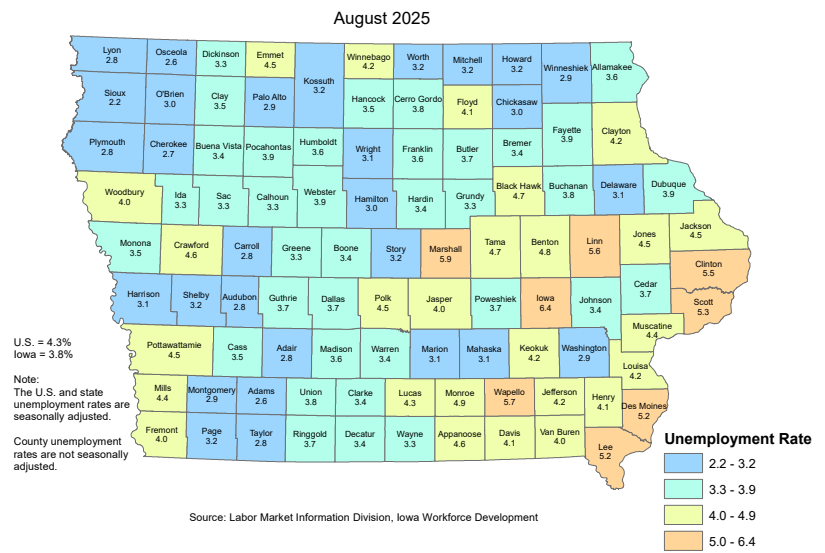 August 2025
Lyon
2.8
Osceola
2.6
Dickinson
3.3
Emmet
4.5
Kossuth
3.2
Winnebago
4.2
Worth
3.2
Mitchell
3.2
Howard
3.2
Winneshiek
2.9
Allamakee
3.6
Sioux
2.2
O'Brien
3.0
Clay
3.5
Palo Alto
2.9
Hancock
3.5
Cerro Gordo
3.8
Floyd
4.1
Chickasaw
3.0
Fayette
3.9
Clayton
4.2
Plymouth
2.8
Cherokee
2.7
Buena Vista
3.4
Pocahontas
3.9
Humboldt
3.6
Wright
3.1
Franklin
3.6
Butler
3.7
Bremer
3.4
Woodbury
4.0
Ida
3.3
Sac
3.3
Calhoun
3.3
Webster
3.9
Hamilton
3.0
Hardin
3.4
Grundy
3.3
Black Hawk
4.7
Buchanan
3.8
Delaware
3.1
Dubuque
3.9
Monona
3.5
Crawford
4.6
Carroll
2.8
Greene
3.3
Boone
3.4
Story
3.2
Marshall
5.9
Tama
4.7
Benton
4.8
Linn
5.6
Jones
4.5
Jackson
4.5
Clinton
5.5
Harrison
3.1
Shelby
3.2
Audubon
2.8
Guthrie
3.7
Dallas
3.7
Polk
4.5
Jasper
4.0
Poweshiek
3.7
Iowa
6.4
Johnson
3.4
Cedar
3.7
Scott
5.3
Muscatine
4.4
Pottawattamie
4.5
Cass
3.5
Adair
2.8
Madison
3.6
Warren
3.4
Marion
3.1
Mahaska
3.1
Keokuk
4.2
Washington
2.9
Louisa
4.2
Mills
4.4
Montgomery
2.9
Adams
2.6
Union
3.8
Clarke
3.4
Lucas
4.3
Monroe
4.9
Wapello
5.7
Jefferson
4.2
Henry
4.1
Des Moines
5.2
Fremont
4.0
Page
3.2
Taylor
2.8
Ringgold
3.7
Decatur
3.4
Wayne
3.3
Appanoose
4.6
Davis
4.1
Van Buren
4.0
Lee
5.2
U.S. = 4.3%
Iowa = 3.8%
Note:
The U.S. and state
unemployment rates are
seasonally adjusted.
County unemployment
rates are not seasonally
adjusted.
Unemployment Rate
2.2 - 3.2
3.3 - 3.9
4.0 - 4.9
5.0 - 6.4
Source: Labor Market Information Division, Iowa Workforce Development